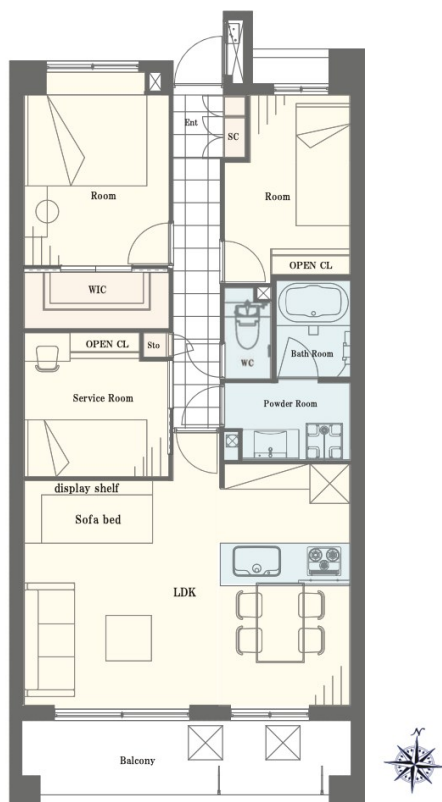 Ent
SC
Room
Room
OPEN CL
WIC
OPEN CL
Sto
WC
Bath Room
Service Room
Powder Room
display shelf
Sofa bed
LDK
Balcony
N